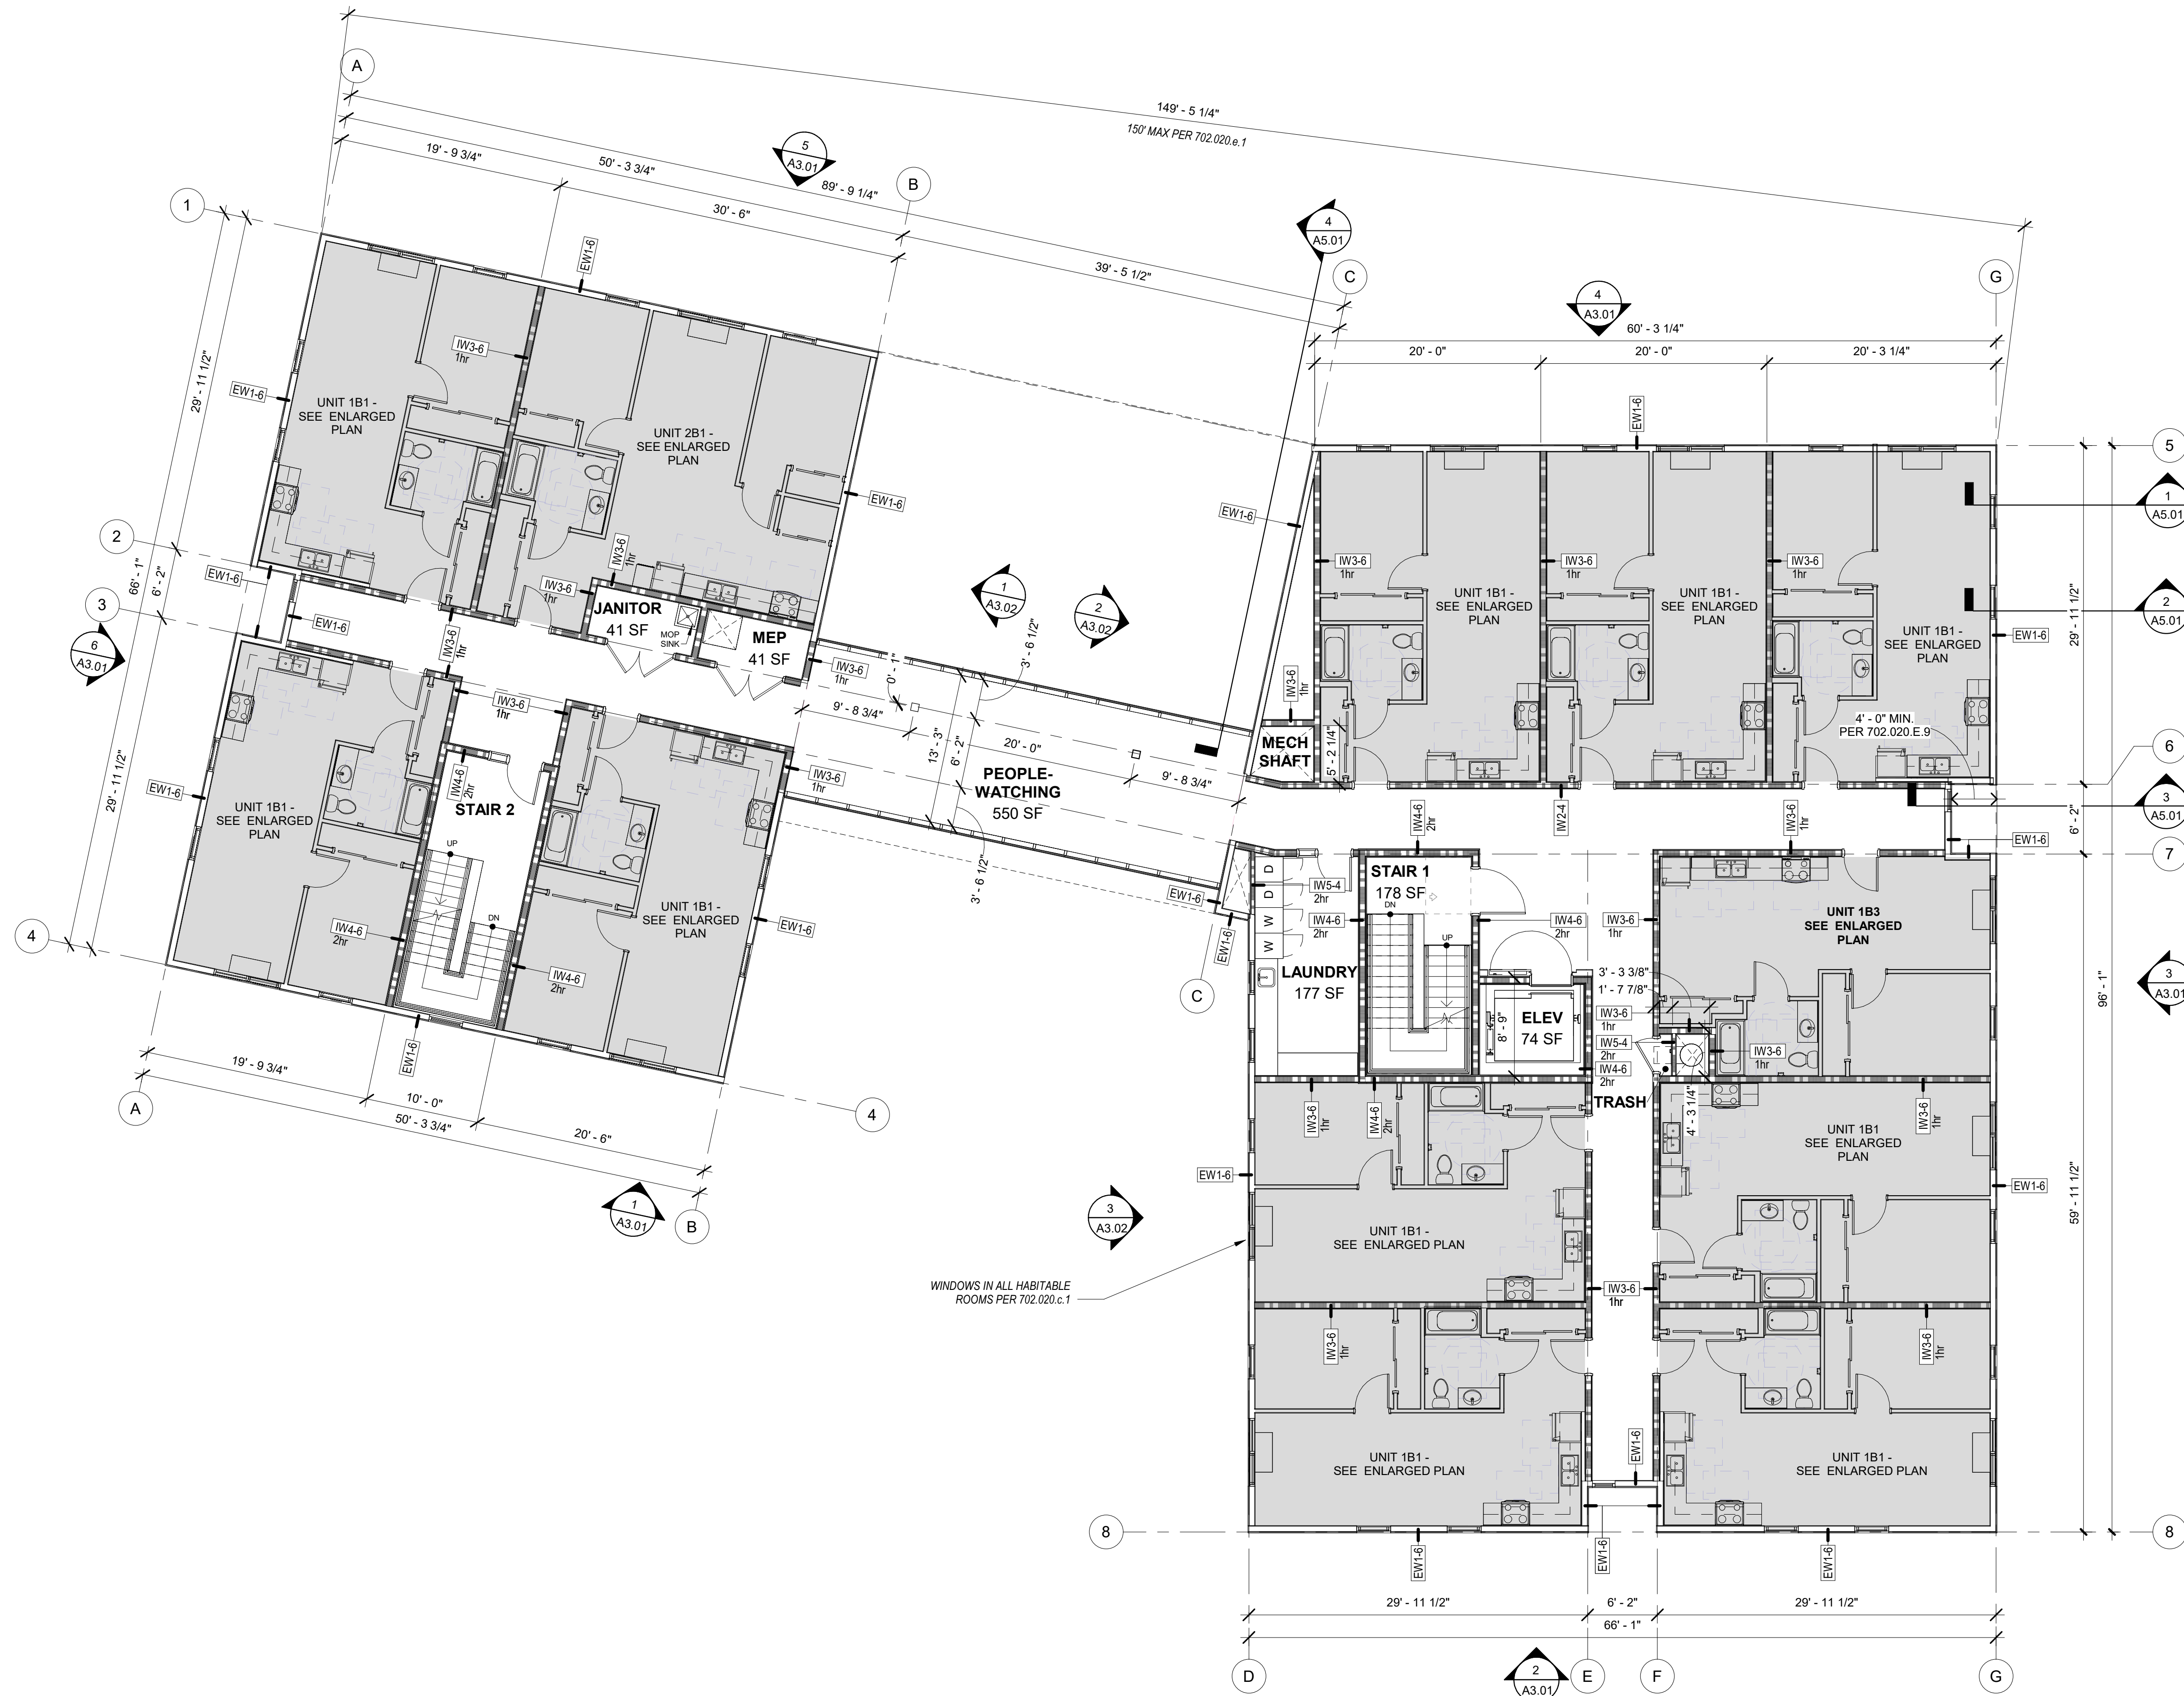 A
149' - 5 1/4"
150' MAX PER 702.020.e.1
5
A3.01
19' - 9 3/4"
50' - 3 3/4"
89' - 9 1/4"
B
30' - 6"
39' - 5 1/2"
1
4
A5.01
C
G
4
A3.01
60' - 3 1/4"
20' - 0"
20' - 0"
20' - 3 1/4"
EW1-6
EW1-6
IW3-6
1hr
29' - 11 1/2"
EW1-6
UNIT 1B1 -
SEE ENLARGED
PLAN
UNIT 2B1 -
SEE ENLARGED
PLAN
EW1-6
EW1-6
5
1
A5.01
2
66' - 1"
6' - 2"
EW1-6
3
EW1-6
6
A3.01
IW3-6
1hr
IW3-6
1hr
IW3-6
1hr
JANITOR
41 SF
MOP
SINK
MEP
41 SF
IW3-6
1hr
1
A3.02
2
A3.02
3' - 6 1/2"
0' - 1"
9' - 8 3/4"
13' - 3"
6' - 2"
20' - 0"
9' - 8 3/4"
PEOPLE-
WATCHING
550 SF
3' - 6 1/2"
IW3-6
1hr
IW3-6
1hr
IW3-6
1hr
UNIT 1B1 -
SEE ENLARGED
PLAN
UNIT 1B1 -
SEE ENLARGED
PLAN
UNIT 1B1 -
SEE ENLARGED
PLAN
2
A5.01
EW1-6
29' - 11 1/2"
IW3-6
1hr
MECH
SHAFT
5' - 2 1/4"
4' - 0" MIN.
PER 702.020.E.9
6
3
A5.01
6' - 2"
EW1-6
7
IW4-6
2hr
IW2-4
IW3-6
1hr
IW3-6
1hr
IW4-6
2hr
STAIR 2
IW3-6
1hr
29' - 11 1/2"
EW1-6
UNIT 1B1 -
SEE ENLARGED
PLAN
UP
DN
UNIT 1B1 -
SEE ENLARGED
PLAN
EW1-6
IW4-6
2hr
IW4-6
2hr
4
EW1-6
EW1-6
EW1-6
C
D
D
W
W
IW5-4
2hr
IW4-6
2hr
STAIR 1
178 SF
DN
UP
IW4-6
2hr
IW3-6
1hr
UNIT 1B3
SEE ENLARGED
PLAN
LAUNDRY
177 SF
3' - 3 3/8"
1' - 7 7/8"
3
A3.01
96' - 1"
ELEV
74 SF
8' - 9"
IW3-6
1hr
IW5-4
2hr
IW4-6
2hr
IW3-6
1hr
TRASH
4' - 3 1/4"
19' - 9 3/4"
10' - 0"
50' - 3 3/4"
20' - 6"
A
4
B
1
A3.01
IW3-6
1hr
IW4-6
2hr
IW3-6
1hr
UNIT 1B1
SEE ENLARGED
PLAN
EW1-6
EW1-6
59' - 11 1/2"
3
A3.02
UNIT 1B1 -
SEE ENLARGED PLAN
WINDOWS IN ALL HABITABLE
ROOMS PER 702.020.c.1
IW3-6
1hr
IW3-6
1hr
IW3-6
1hr
UNIT 1B1 -
SEE ENLARGED PLAN
EW1-6
UNIT 1B1 -
SEE ENLARGED PLAN
8
8
EW1-6
EW1-6
EW1-6
29' - 11 1/2"
6' - 2"
29' - 11 1/2"
66' - 1"
D
2
A3.01
E
F
G